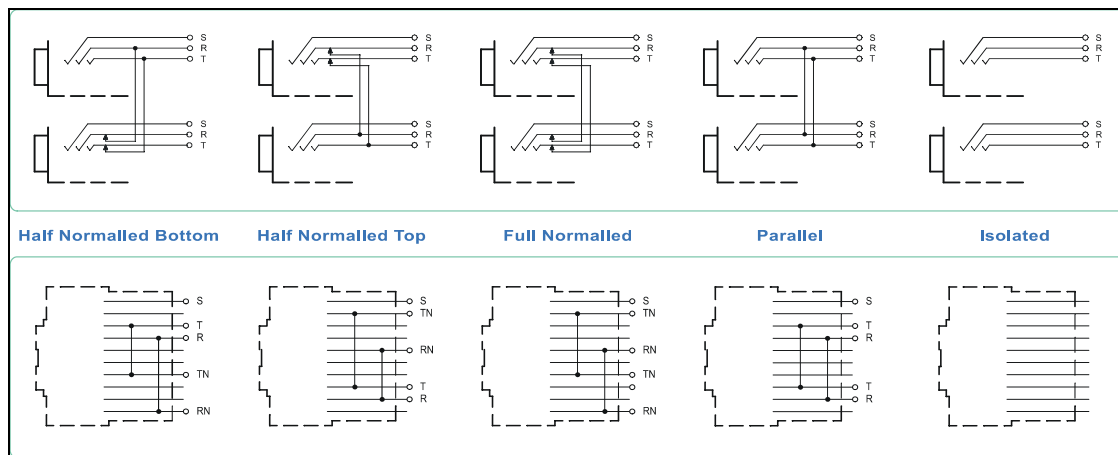 S S S S S
R R R R R
T T T T T
S S S S S
R R R R R
T T T T T
Half Normalled Bottom Half Normalled Top Full Normalled Parallel Isolated
S S S S
TN TN
T T
R R
RN RN
TN TN
T T
R R
RN RN